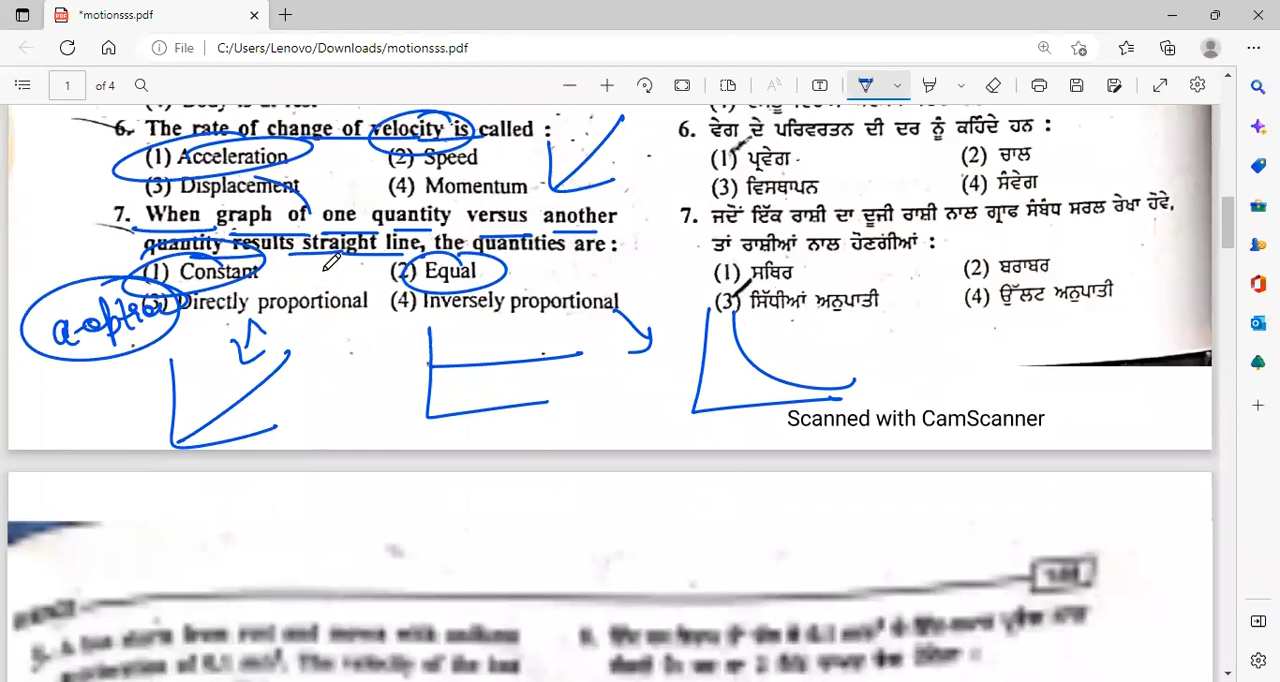 *motionsss.pdf
File
C:/Users/Lenovo/Downloads/motionsss.pdf
1 of 4
6. The rate of change of velocity is called :
(1) Acceleration (2) Speed
(3) Displacement (4) Momentum
7. When graph of one quantity versus another
quantity results straight line, the quantities are :
(1) Constant (2) Equal
(3) Directly proportional (4) Inversely proportional
a-option
6. ਵੇਗ ਦੇ ਪਰਿਵਰਤਨ ਦੀ ਦਰ ਨੂੰ ਕਹਿੰਦੇ ਹਨ :
(1) ਪ੍ਰਵੇਗ (2) ਚਾਲ
(3) ਵਿਸਥਾਪਨ (4) ਸੰਵੇਗ
7. ਜਦੋਂ ਇੱਕ ਰਾਸ਼ੀ ਦਾ ਦੂਜੀ ਰਾਸ਼ੀ ਨਾਲ ਗ੍ਰਾਫ ਸੰਬੰਧ ਸਰਲ ਰੇਖਾ ਹੋਵੇ,
ਤਾਂ ਰਾਸ਼ੀਆਂ ਨਾਲ ਹੋਣਗੀਆਂ :
(1) ਸਥਿਰ (2) ਬਰਾਬਰ
(3) ਸਿੱਧੀਆਂ ਅਨੁਪਾਤੀ (4) ਉੱਲਟ ਅਨੁਪਾਤੀ
Scanned with CamScanner